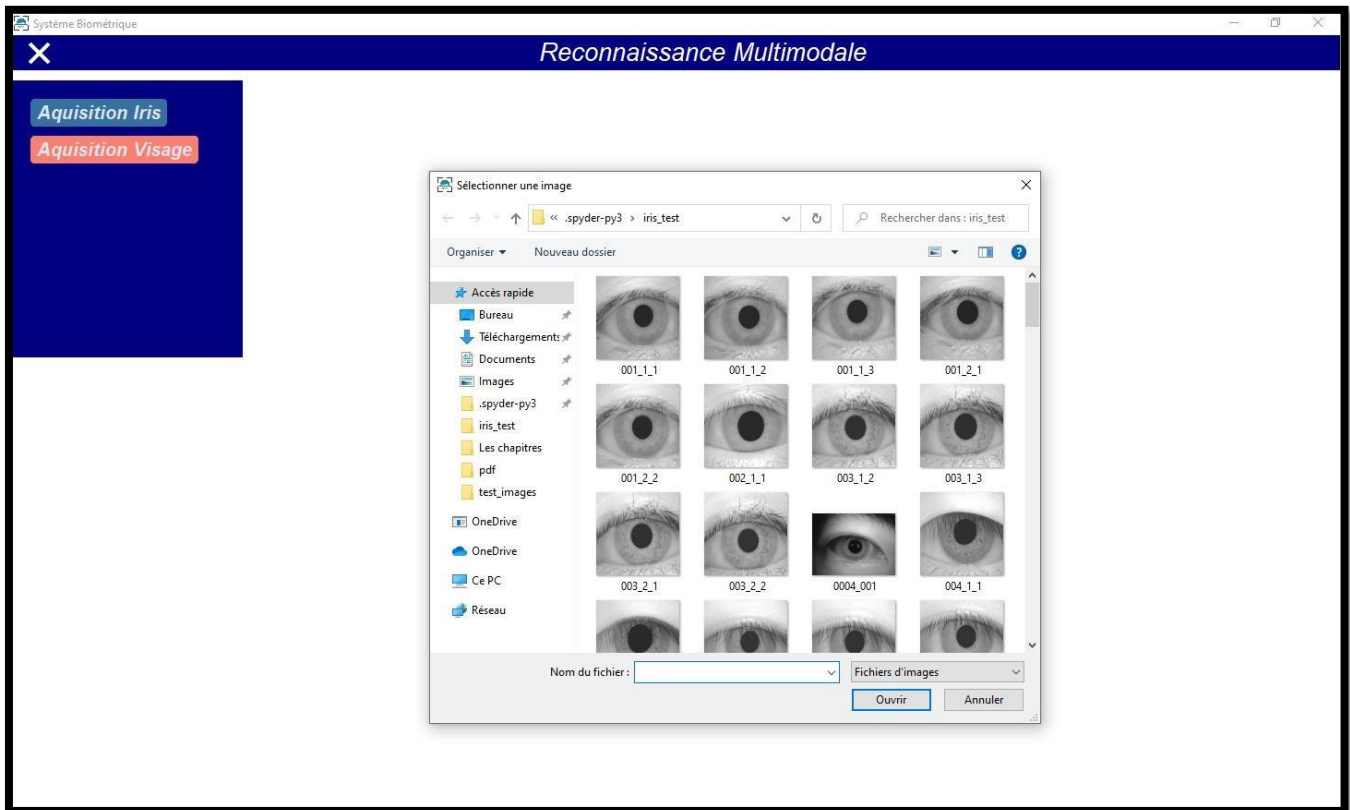 Système Biométrique
Reconnaissance Multimodale
Aquisition Iris
Aquisition Visage
Sélectionner une image
« .spyder-py3 › iris_test
Rechercher dans : iris_test
Organiser
Nouveau dossier
Accès rapide
Bureau
Téléchargements
Documents
Images
.spyder-py3
iris_test
Les chapitres
pdf
test_images
OneDrive
OneDrive
Ce PC
Réseau
001_1_1 001_1_2 001_1_3 001_2_1
001_2_2 002_1_1 003_1_2 003_1_3
003_2_1 003_2_2 0004_001 004_1_1
Nom du fichier :
Fichiers d'images
Ouvrir
Annuler